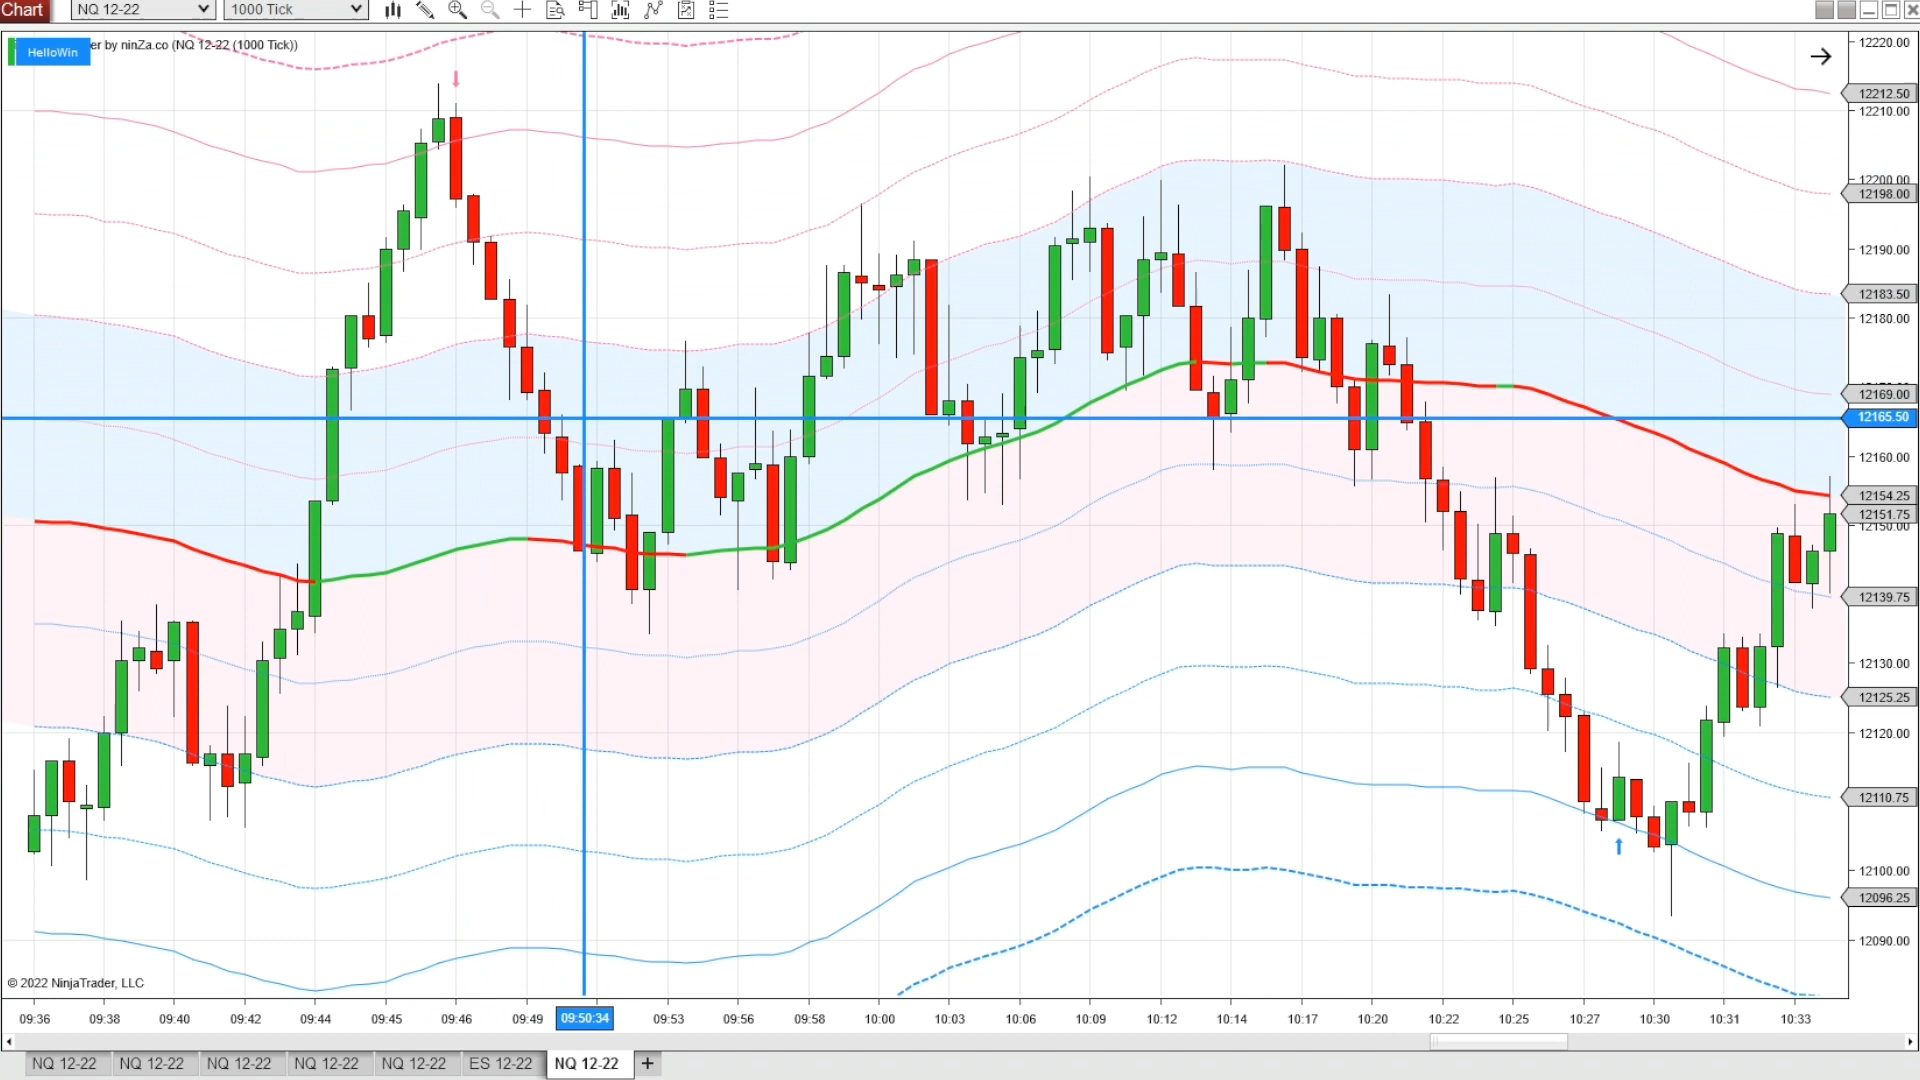 Chart
NQ 12-22
1000 Tick
HelloWin
er by ninZa.co (NQ 12-22 (1000 Tick))
12220.00
12212.50
12210.00
12200.00
12198.00
12190.00
12183.50
12180.00
12169.00
12165.50
12160.00
12154.25
12151.75
12150.00
12139.75
12130.00
12125.25
12120.00
12110.75
12100.00
12096.25
12090.00
© 2022 NinjaTrader, LLC
09:36 09:38 09:40 09:42 09:44 09:45 09:46 09:49 09:50:34 09:53 09:56 09:58 10:00 10:03 10:06 10:09 10:12 10:14 10:17 10:20 10:22 10:25 10:27 10:30 10:31 10:33
NQ 12-22 NQ 12-22 NQ 12-22 NQ 12-22 NQ 12-22 ES 12-22 NQ 12-22 +